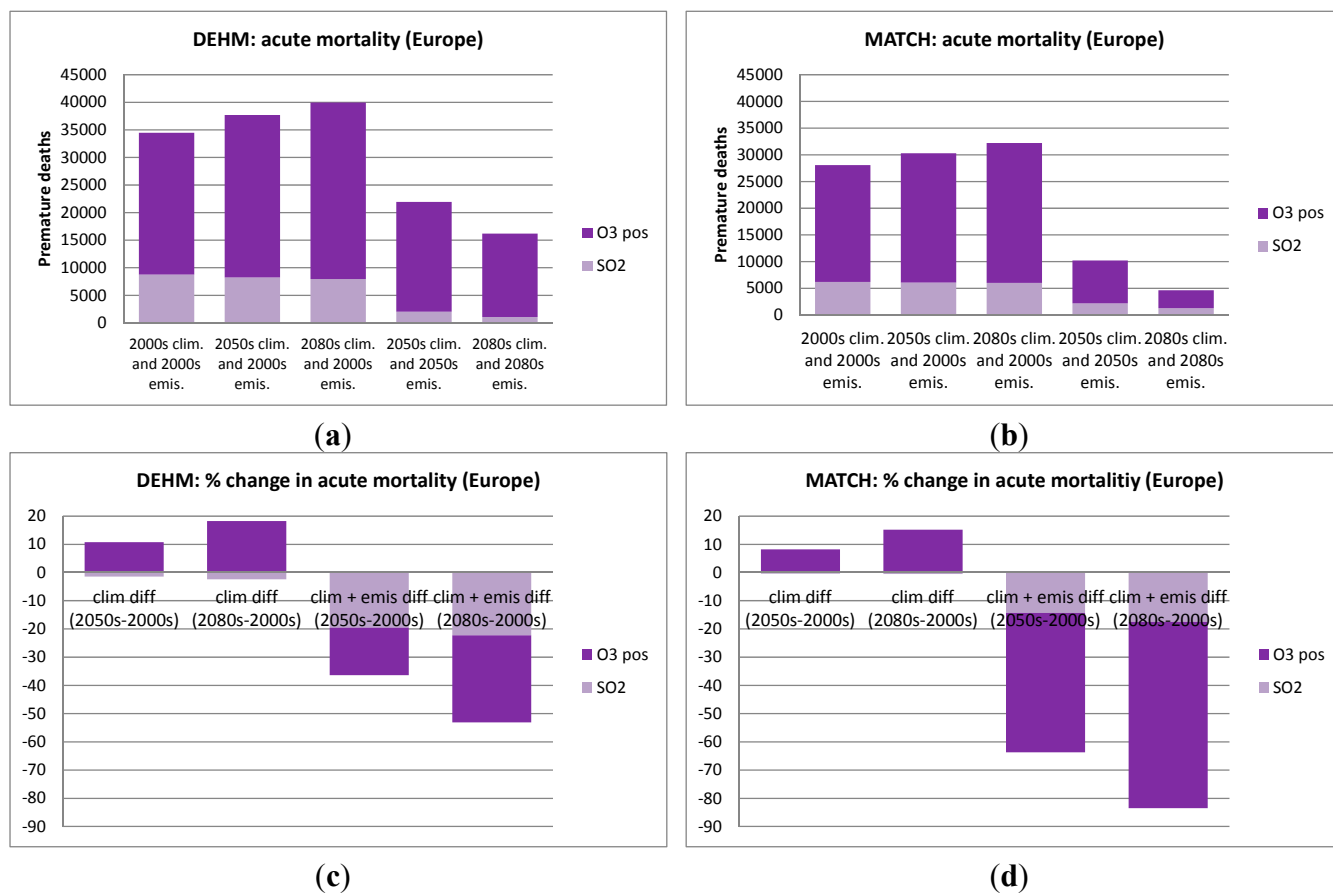 DEHM: acute mortality (Europe)
45000
40000
35000
30000
25000
20000
15000
10000
5000
0
Premature deaths
2000s clim. and 2000s emis.
2050s clim. and 2000s emis.
2080s clim. and 2000s emis.
2050s clim. and 2050s emis.
2080s clim. and 2080s emis.
O3 pos
SO2
(a)
MATCH: acute mortality (Europe)
45000
40000
35000
30000
25000
20000
15000
10000
5000
0
Premature deaths
2000s clim. and 2000s emis.
2050s clim. and 2000s emis.
2080s clim. and 2000s emis.
2050s clim. and 2050s emis.
2080s clim. and 2080s emis.
O3 pos
SO2
(b)
DEHM: % change in acute mortality (Europe)
20
10
0
-10
-20
-30
-40
-50
-60
-70
-80
-90
clim diff (2050s-2000s)
clim diff (2080s-2000s)
clim + emis diff (2050s-2000s)
clim + emis diff (2080s-2000s)
O3 pos
SO2
(c)
MATCH: % change in acute mortalitiy (Europe)
20
10
0
-10
-20
-30
-40
-50
-60
-70
-80
-90
clim diff (2050s-2000s)
clim diff (2080s-2000s)
clim + emis diff (2050s-2000s)
clim + emis diff (2080s-2000s)
O3 pos
SO2
(d)